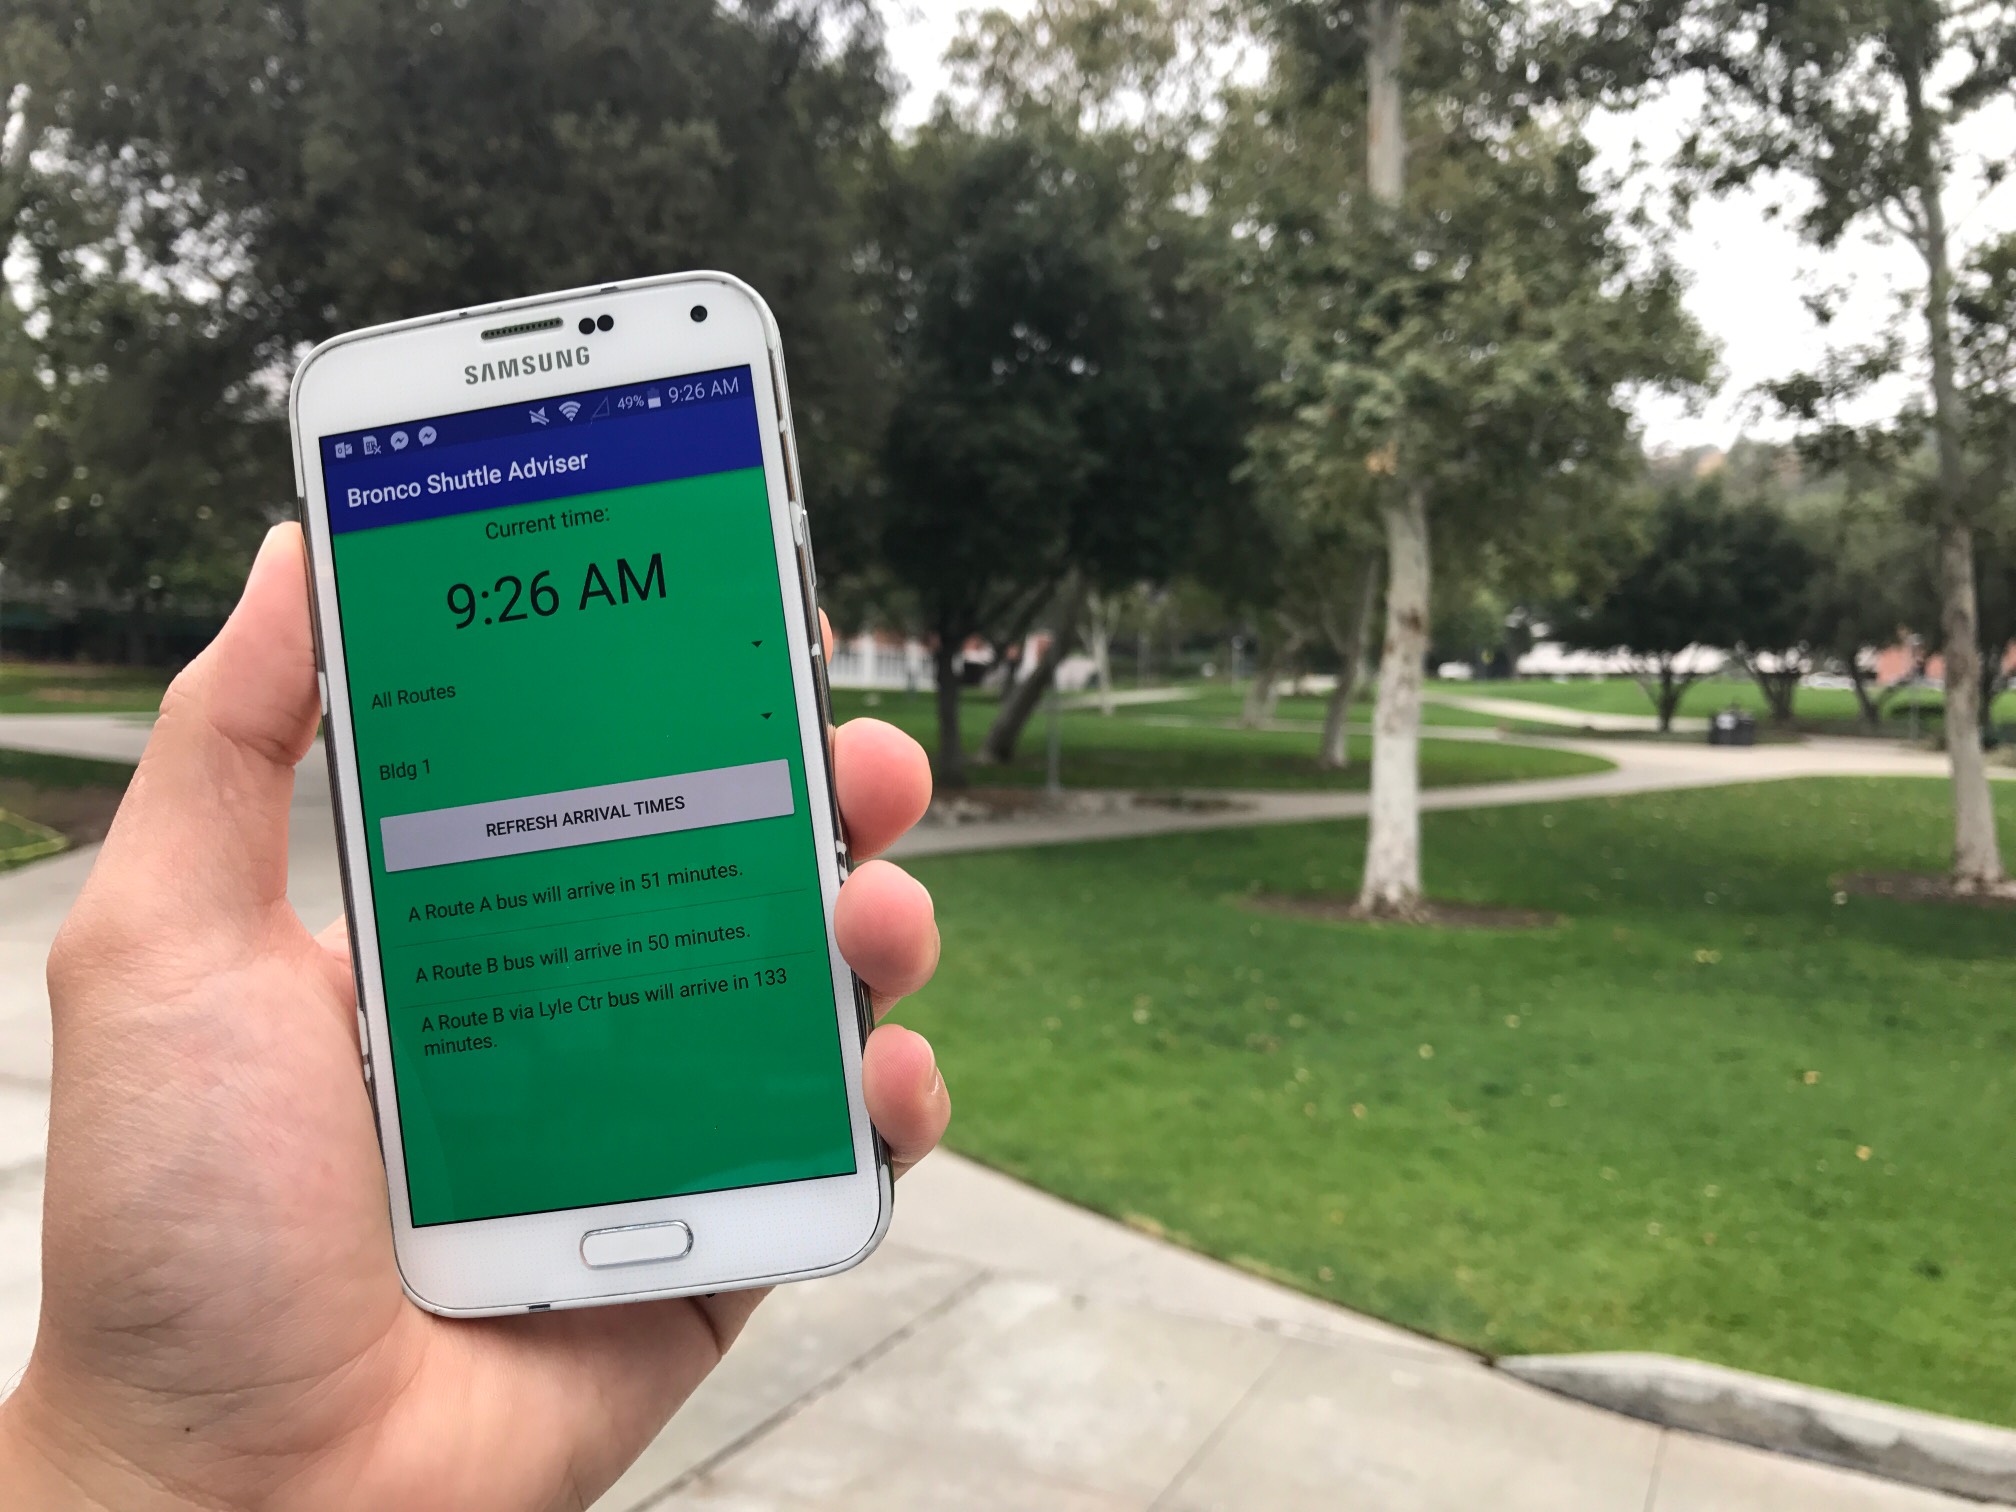 SAMSUNG
49% 9:26 AM
Bronco Shuttle Adviser
Current time:
9:26 AM
All Routes
Bldg 1
REFRESH ARRIVAL TIMES
A Route A bus will arrive in 51 minutes.
A Route B bus will arrive in 50 minutes.
A Route B via Lyle Ctr bus will arrive in 133
minutes.